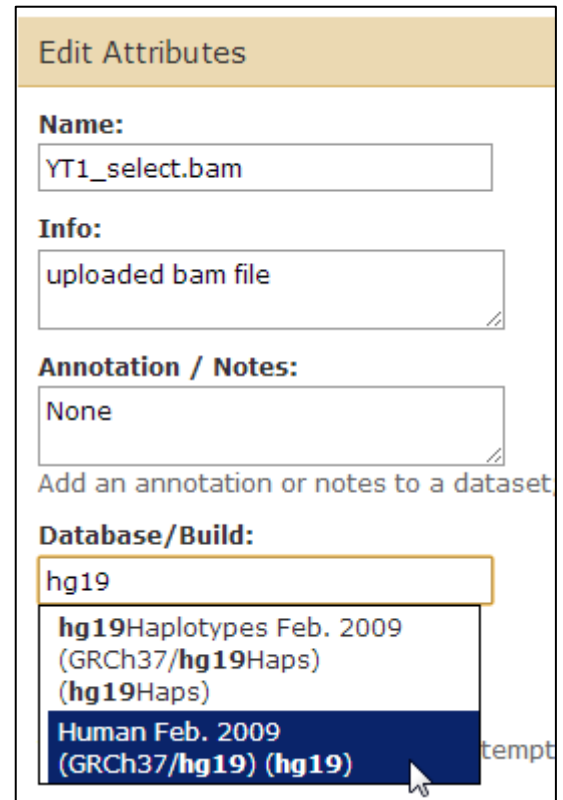 Edit Attributes
Name:
YT1_select.bam
Info:
uploaded bam file
Annotation / Notes:
None
Add an annotation or notes to a dataset,
Database/Build:
hg19
hg19Haplotypes Feb. 2009
(GRCh37/hg19Haps)
(hg19Haps)
Human Feb. 2009
(GRCh37/hg19) (hg19)
tempt